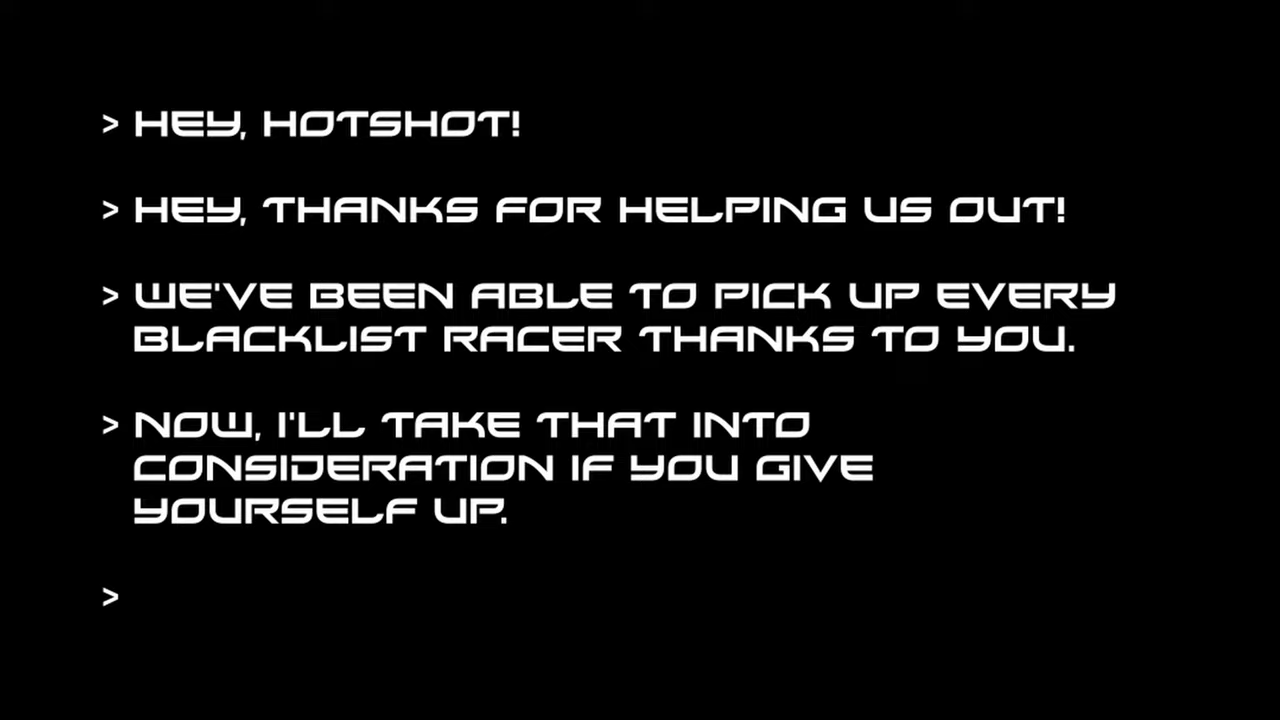 > HEY, HOTSHOT!
> HEY, THANKS FOR HELPING US OUT!
> WE'VE BEEN ABLE TO PICK UP EVERY
BLACKLIST RACER THANKS TO YOU.
> NOW, I'LL TAKE THAT INTO
CONSIDERATION IF YOU GIVE
YOURSELF UP.
>